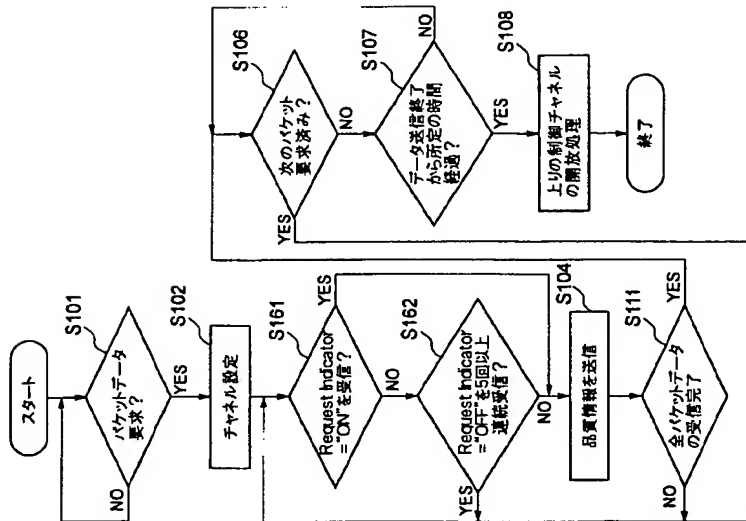 スタート
S101
パケットデータ
要求？
NO
YES
S102
チャネル設定
S161
Request Indicator
="ON"を受信？
YES
NO
S162
Request Indicator
="OFF"を5回以上
連続受信？
YES
NO
S104
品質情報を送信
S111
全パケットデータ
の受信完了
YES
NO
S106
次のパケット
要求済み？
YES
NO
S107
データ送信終了
から所定の時間
経過？
NO
YES
S108
上りの制御チャネル
の開放処理
終了